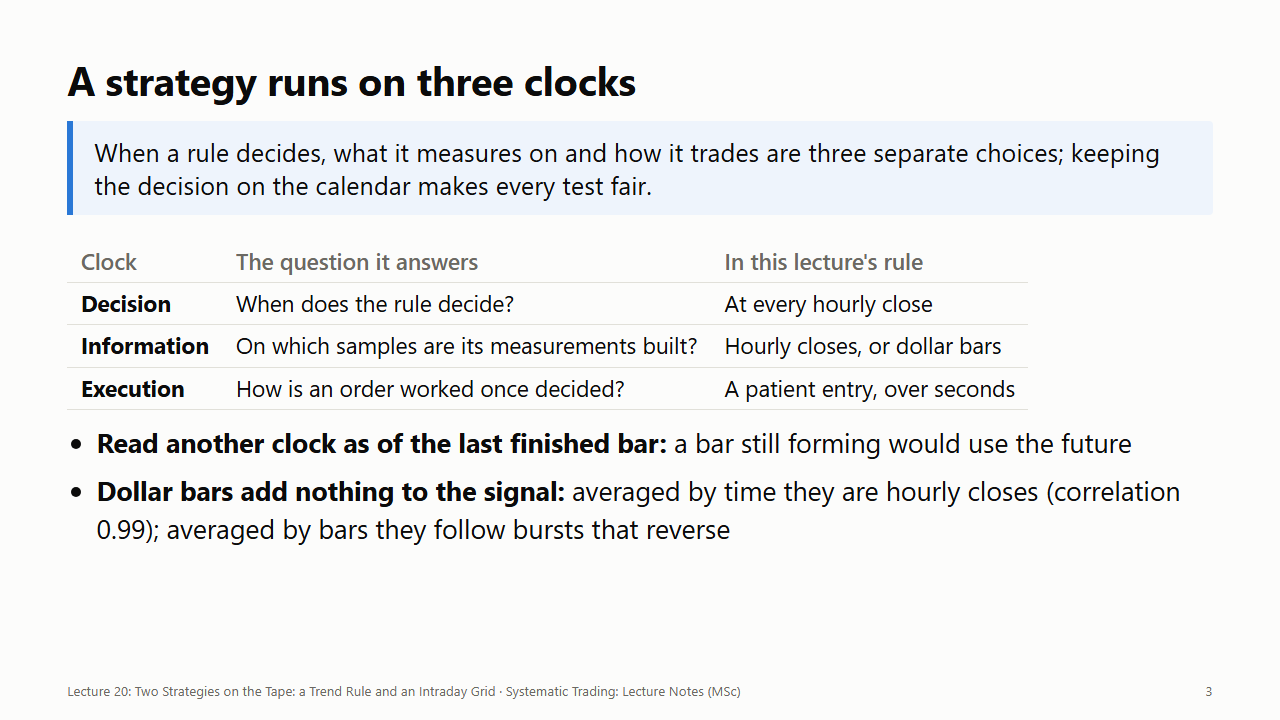 A strategy runs on three clocks
When a rule decides, what it measures on and how it trades are three separate choices; keeping
the decision on the calendar makes every test fair.
Clock The question it answers In this lecture's rule
Decision When does the rule decide? At every hourly close
Information On which samples are its measurements built? Hourly closes, or dollar bars
Execution How is an order worked once decided? A patient entry, over seconds
• Read another clock as of the last finished bar: a bar still forming would use the future
• Dollar bars add nothing to the signal: averaged by time they are hourly closes (correlation
0.99); averaged by bars they follow bursts that reverse
Lecture 20: Two Strategies on the Tape: a Trend Rule and an Intraday Grid · Systematic Trading: Lecture Notes (MSc) 3